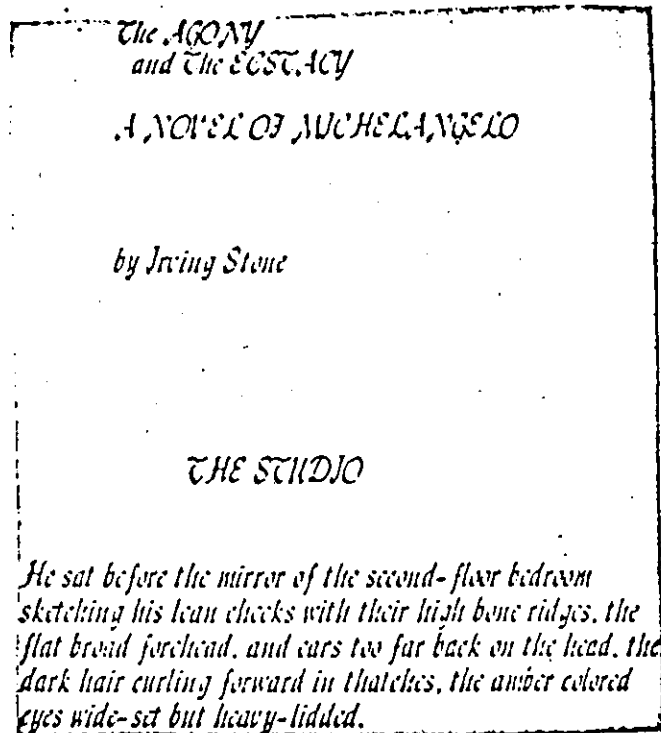 The AGONY
and The ECSTACY
A NOVEL OF MICHELANGELO
by Irving Stone
THE STUDIO
He sat before the mirror of the second-floor bedroom
sketching his lean cheeks with their high bone ridges, the
flat broad forehead, and ears too far back on the head, the
dark hair curling forward in thatches, the amber colored
eyes wide-set but heavy-lidded.